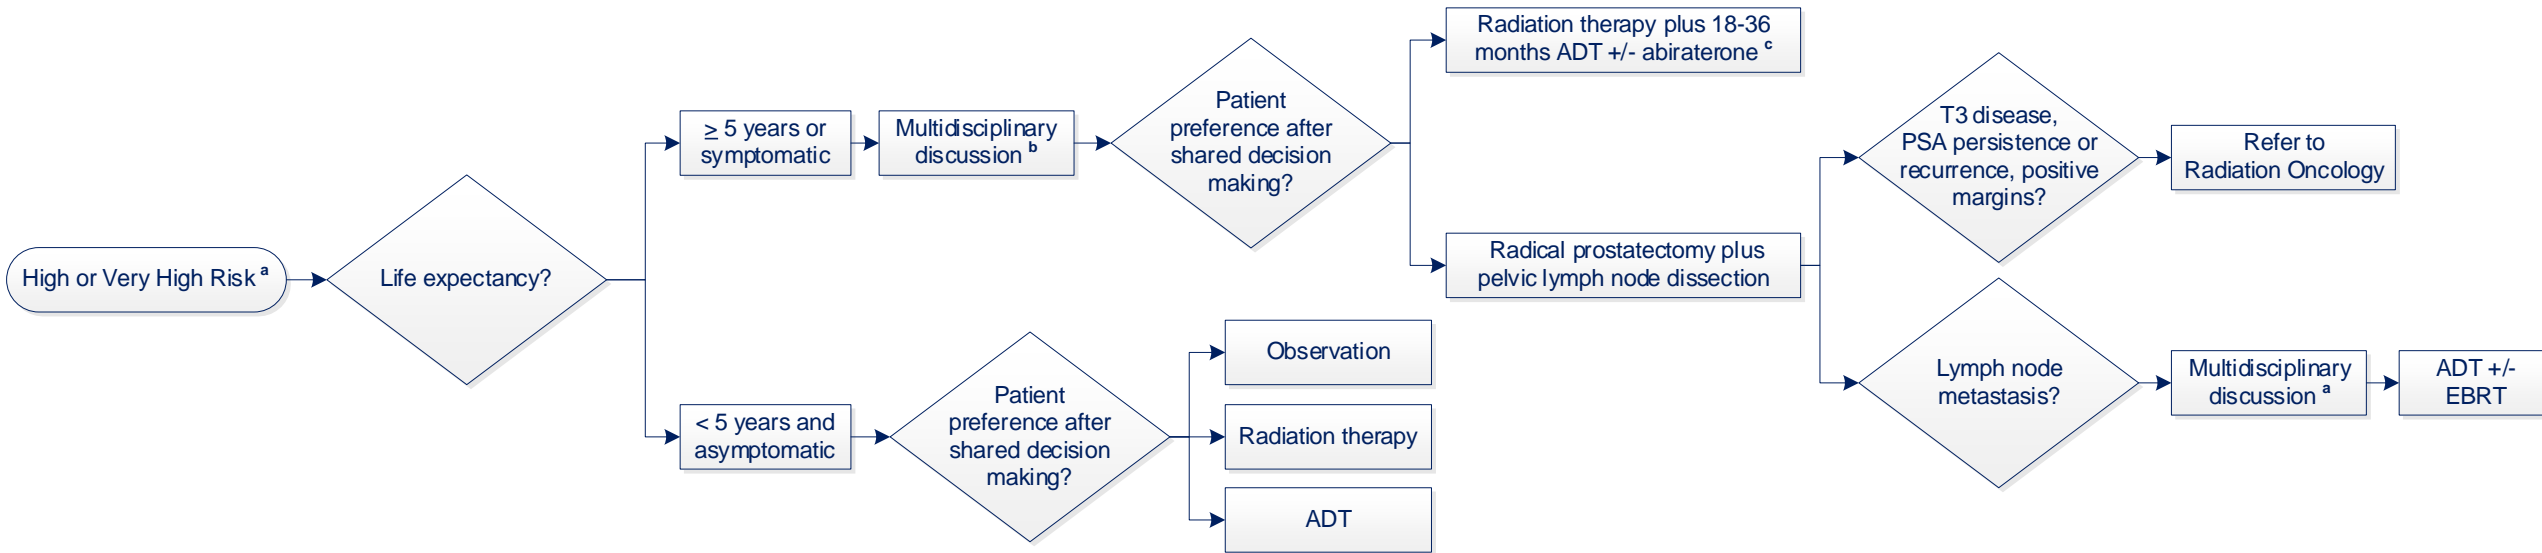 High or Very High Risk a
Life expectancy?
≥ 5 years or
symptomatic
Multidisciplinary
discussion b
Patient
preference after
shared decision
making?
Radiation therapy plus 18-36
months ADT +/- abiraterone c
Radical prostatectomy plus
pelvic lymph node dissection
T3 disease,
PSA persistence or
recurrence, positive
margins?
Refer to
Radiation Oncology
Lymph node
metastasis?
Multidisciplinary
discussion a
ADT +/-
EBRT
< 5 years and
asymptomatic
Patient
preference after
shared decision
making?
Observation
Radiation therapy
ADT